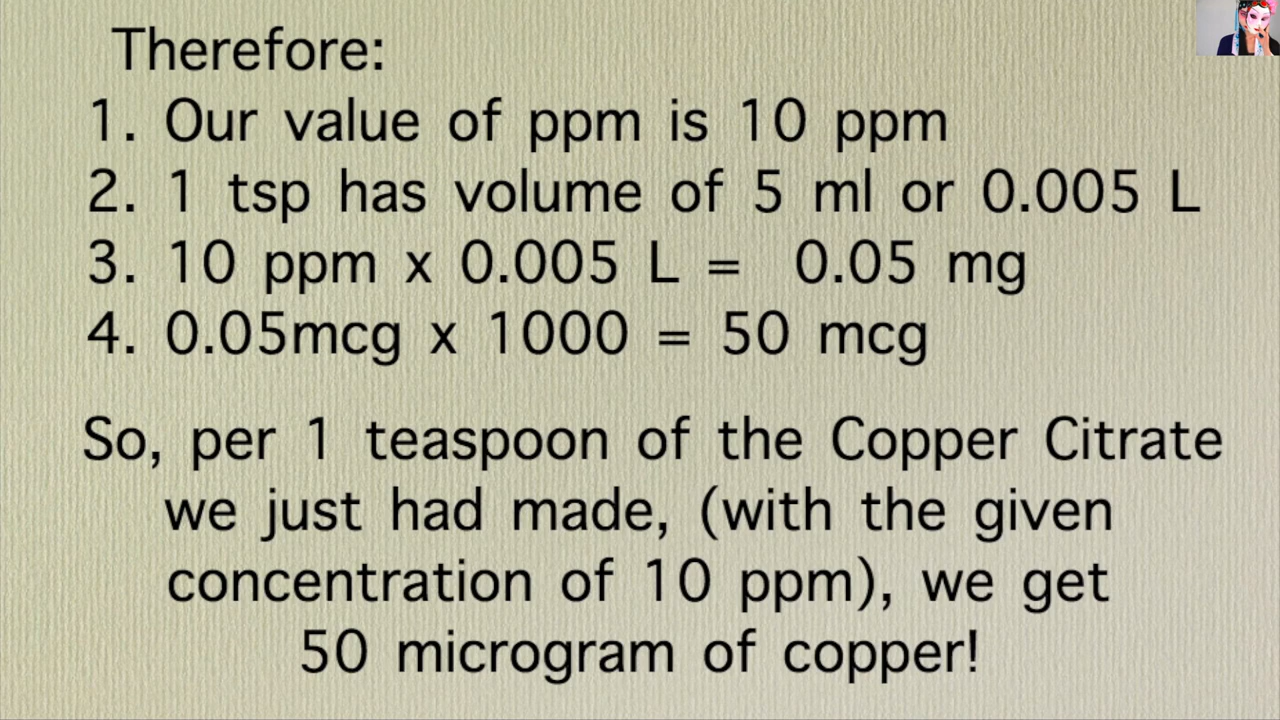 Therefore:
1. Our value of ppm is 10 ppm
2. 1 tsp has volume of 5 ml or 0.005 L
3. 10 ppm x 0.005 L = 0.05 mg
4. 0.05mcg x 1000 = 50 mcg
So, per 1 teaspoon of the Copper Citrate
we just had made, (with the given
concentration of 10 ppm), we get
50 microgram of copper!